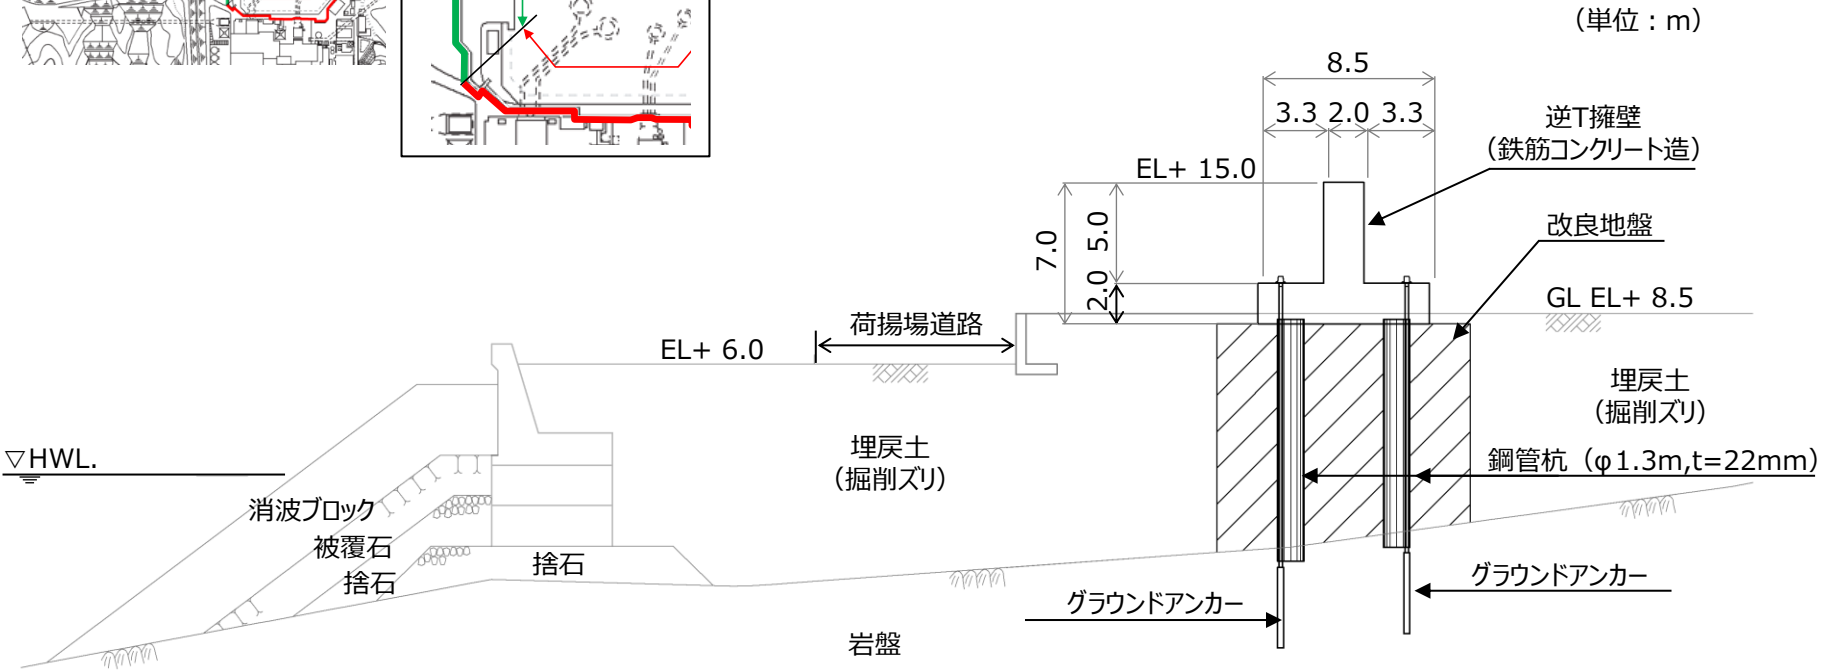 （単位：m）
8.5
3.3
2.0
3.3
逆T擁壁
（鉄筋コンクリート造）
EL+ 15.0
改良地盤
7.0
5.0
2.0
GL EL+ 8.5
荷揚場道路
EL+ 6.0
埋戻土
（掘削ズリ）
埋戻土
（掘削ズリ）
▽HWL.
鋼管杭（φ1.3m,t=22mm）
消波ブロック
被覆石
捨石
捨石
グラウンドアンカー
グラウンドアンカー
岩盤